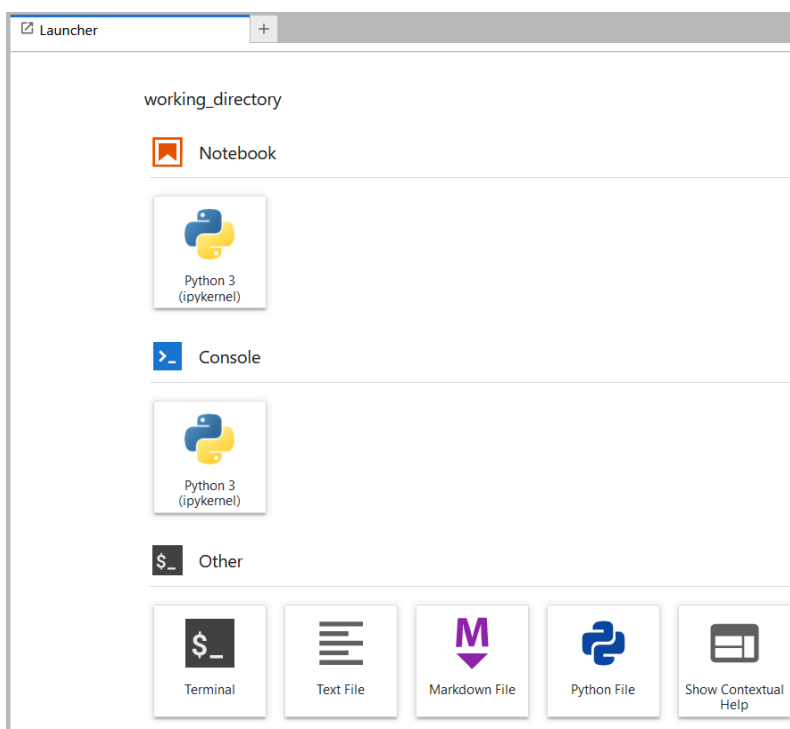 Launcher
+
working_directory
Notebook
Python 3
(ipykernel)
>_ Console
Python 3
(ipykernel)
$_ Other
$_
M
Terminal
Text File
Markdown File
Python File
Show Contextual
Help